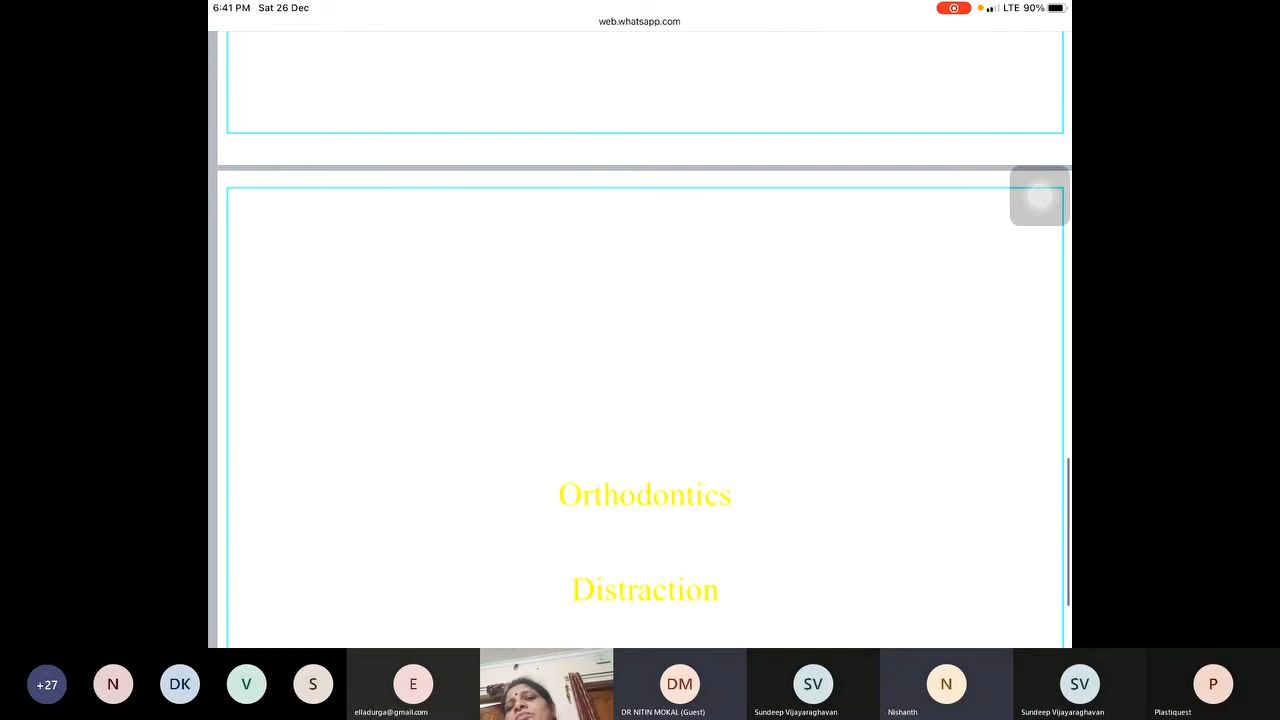 6:41 PM Sat 26 Dec
LTE 90%
web.whatsapp.com
Orthodontics
Distraction
+27
N
DK
V
S
E
DM
SV
N
SV
P
elladurga@gmail.com
DR NITIN MOKAL (Guest)
Sundeep Vijayaraghavan
Nishanth
Sundeep Vijayaraghavan
Plastiquest